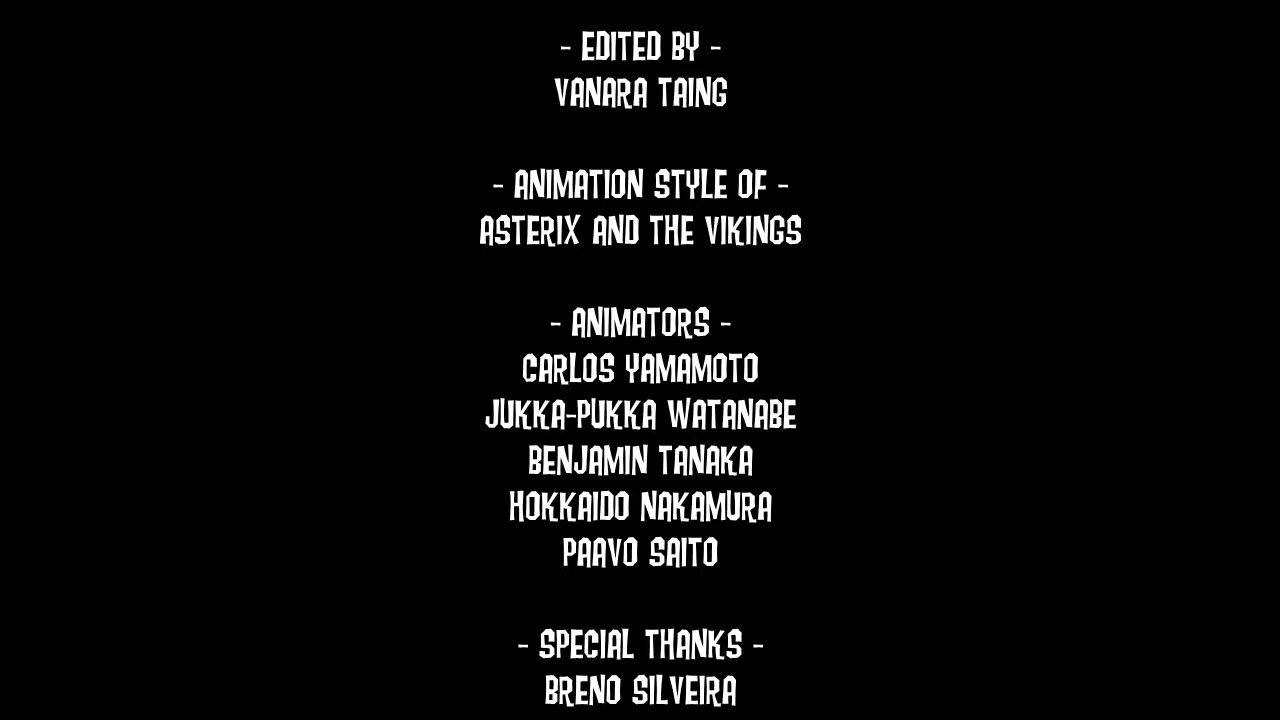 - EDITED BY -
VANARA TAING
- ANIMATION STYLE OF -
ASTERIX AND THE VIKINGS
- ANIMATORS -
CARLOS YAMAMOTO
JUKKA-PUKKA WATANABE
BENJAMIN TANAKA
HOKKAIDO NAKAMURA
PAAVO SAITO
- SPECIAL THANKS -
BRENO SILVEIRA